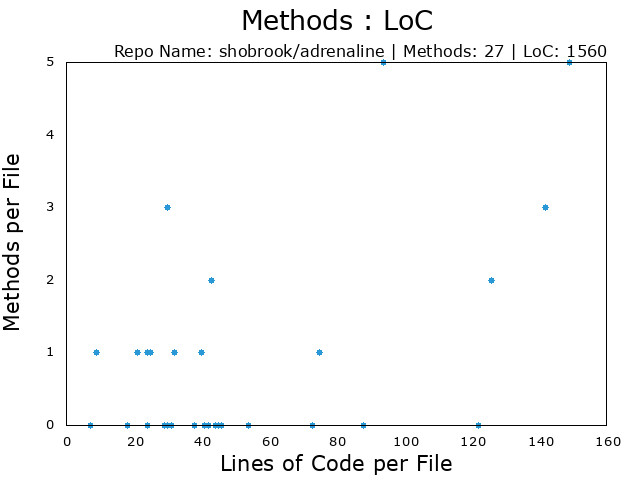 Methods : LoC
Repo Name: shobrook/adrenaline | Methods: 27 | LoC: 1560
5
4
3
2
1
0
Methods per File
0 20 40 60 80 100 120 140 160
Lines of Code per File